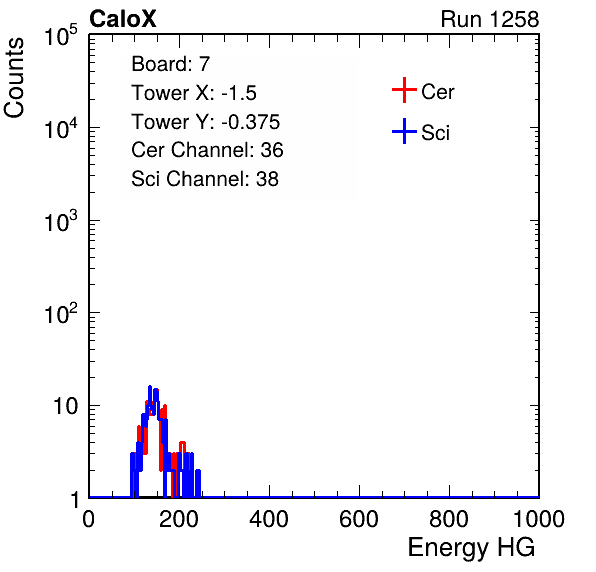 CaloX Run 1258
Counts
10^5
10^4
10^3
10^2
10
1
Board: 7
Tower X: -1.5
Tower Y: -0.375
Cer Channel: 36
Sci Channel: 38
Cer
Sci
0 200 400 600 800 1000
Energy HG